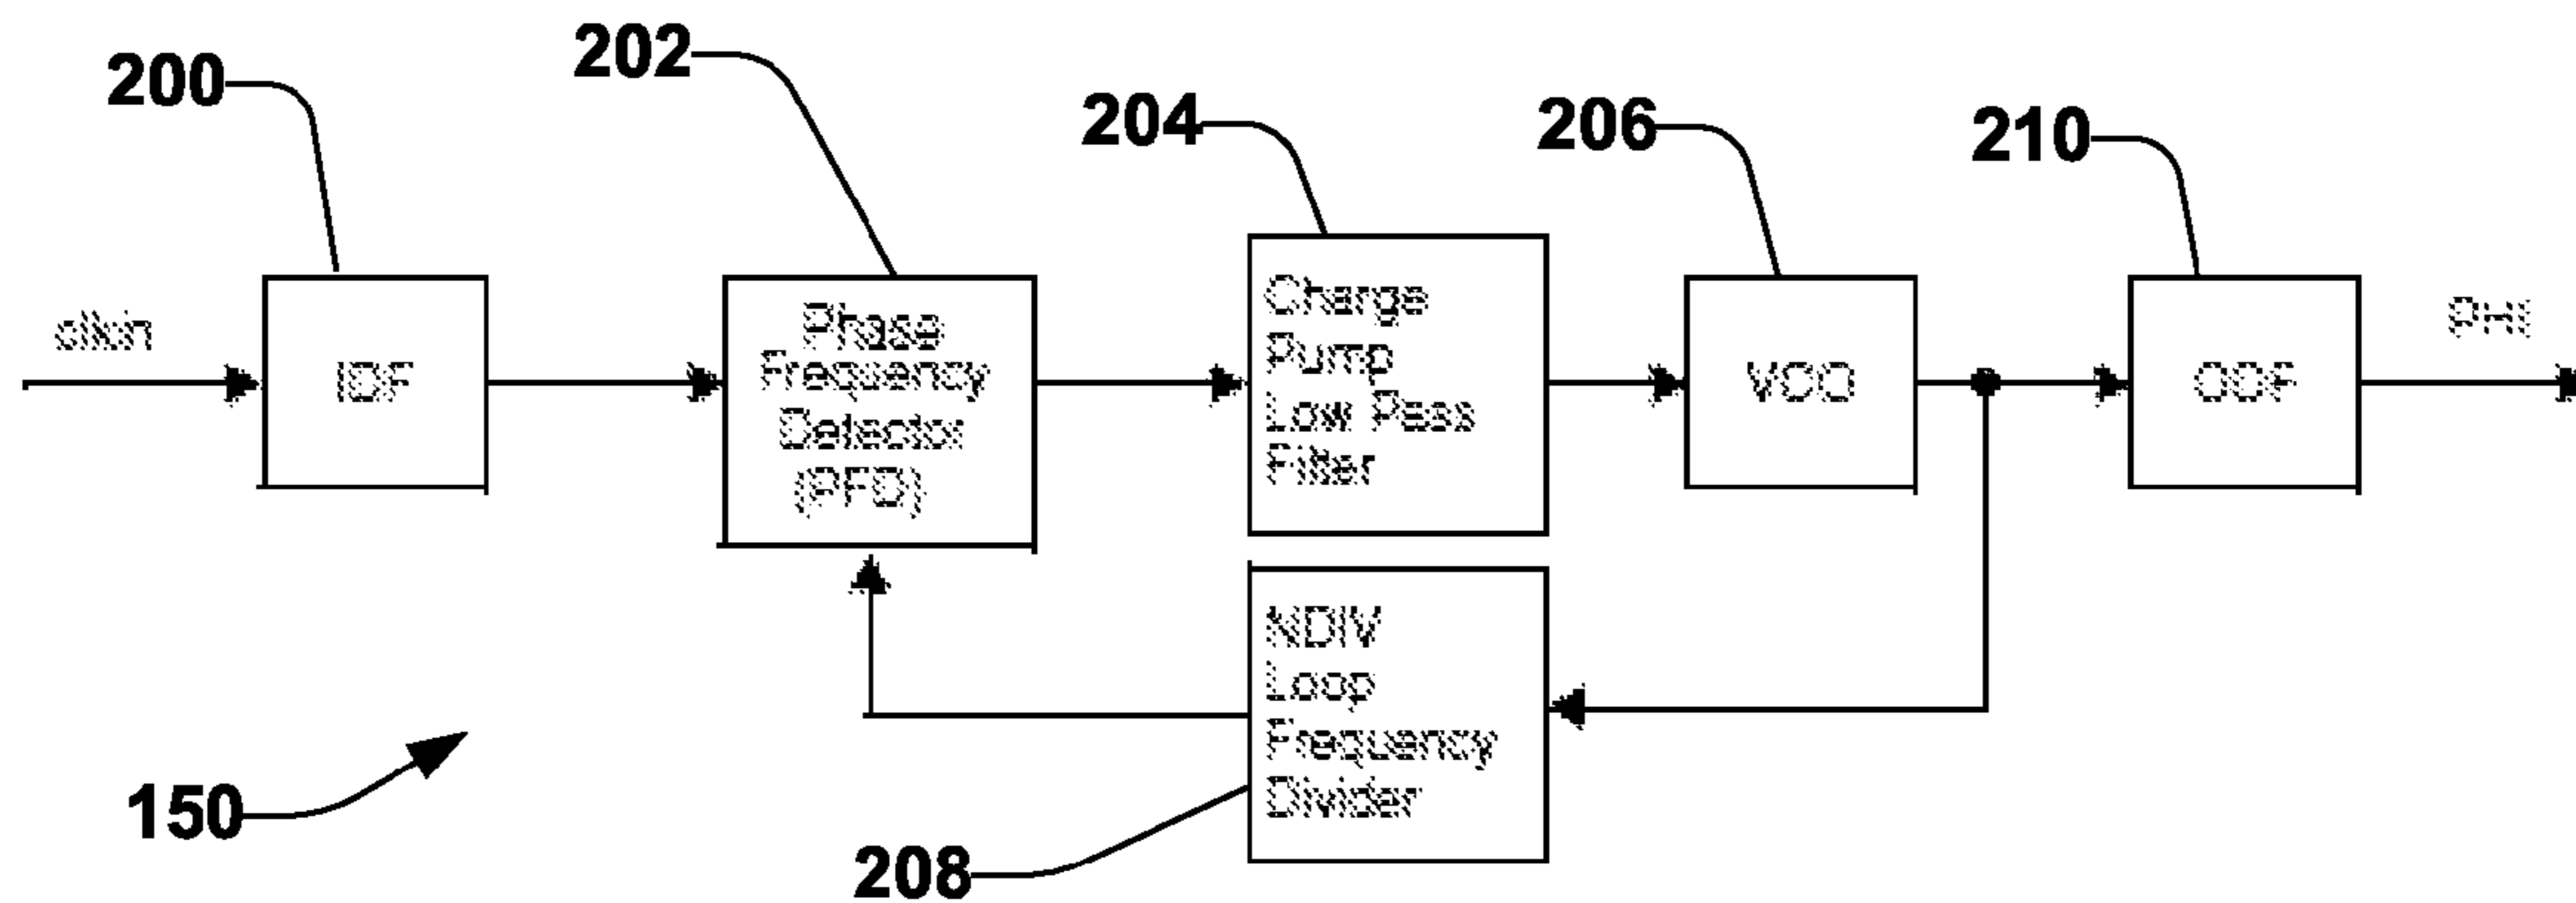 200
202
204
206
210
clkin
IDF
Phase
Frequency
Detector
(PFD)
Charge
Pump
Low Pass
Filter
VCO
ODF
PHI
NDIV
Loop
Frequency
Divider
150
208